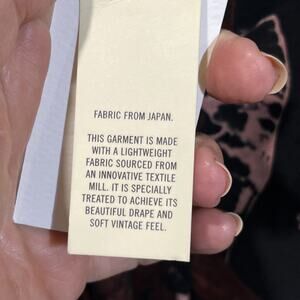 FABRIC FROM JAPAN.
THIS GARMENT IS MADE
WITH A LIGHTWEIGHT
FABRIC SOURCED FROM
AN INNOVATIVE TEXTILE
MILL. IT IS SPECIALLY
TREATED TO ACHIEVE ITS
BEAUTIFUL DRAPE AND
SOFT VINTAGE FEEL.